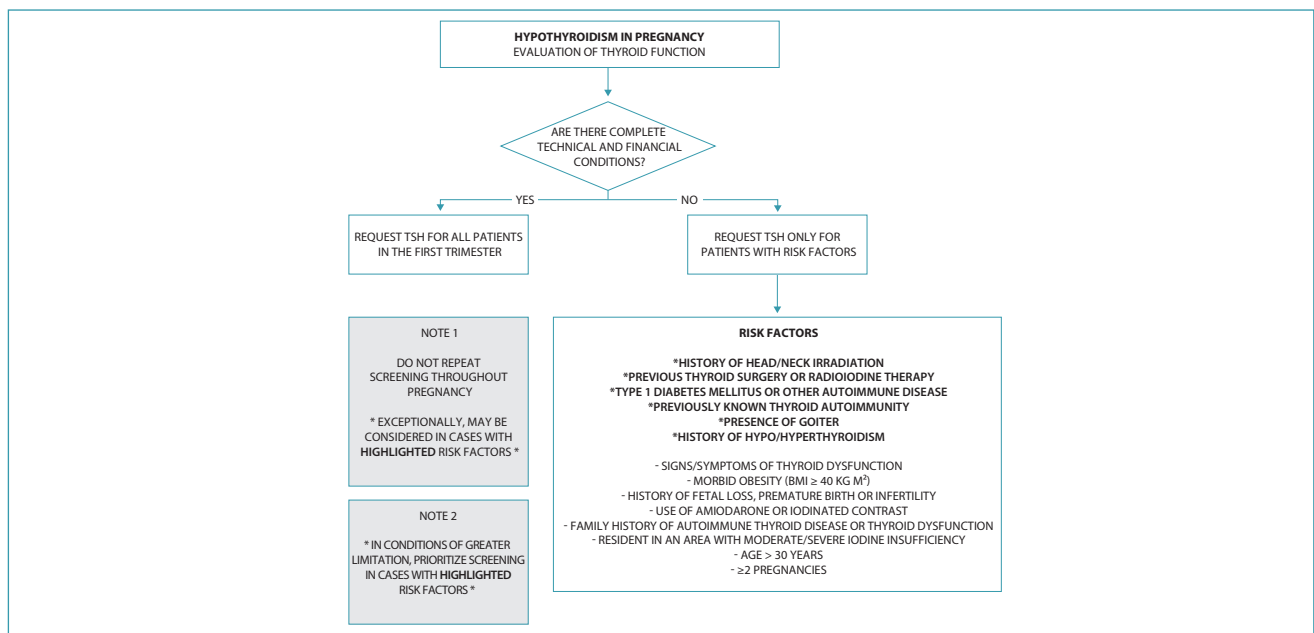 HYPOTHYROIDISM IN PREGNANCY
EVALUATION OF THYROID FUNCTION
ARE THERE COMPLETE
TECHNICAL AND FINANCIAL
CONDITIONS?
YES
NO
REQUEST TSH FOR ALL PATIENTS
IN THE FIRST TRIMESTER
REQUEST TSH ONLY FOR
PATIENTS WITH RISK FACTORS
NOTE 1
DO NOT REPEAT
SCREENING THROUGHOUT
PREGNANCY
* EXCEPTIONALLY, MAY BE
CONSIDERED IN CASES WITH
HIGHLIGHTED RISK FACTORS *
NOTE 2
* IN CONDITIONS OF GREATER
LIMITATION, PRIORITIZE SCREENING
IN CASES WITH HIGHLIGHTED
RISK FACTORS *
RISK FACTORS
*HISTORY OF HEAD/NECK IRRADIATION
*PREVIOUS THYROID SURGERY OR RADIOIODINE THERAPY
*TYPE 1 DIABETES MELLITUS OR OTHER AUTOIMMUNE DISEASE
*PREVIOUSLY KNOWN THYROID AUTOIMMUNITY
*PRESENCE OF GOITER
*HISTORY OF HYPO/HYPERTHYROIDISM
- SIGNS/SYMPTOMS OF THYROID DYSFUNCTION
- MORBID OBESITY (BMI ≥ 40 KG M²)
- HISTORY OF FETAL LOSS, PREMATURE BIRTH OR INFERTILITY
- USE OF AMIODARONE OR IODINATED CONTRAST
- FAMILY HISTORY OF AUTOIMMUNE THYROID DISEASE OR THYROID DYSFUNCTION
- RESIDENT IN AN AREA WITH MODERATE/SEVERE IODINE INSUFFICIENCY
- AGE > 30 YEARS
- ≥2 PREGNANCIES